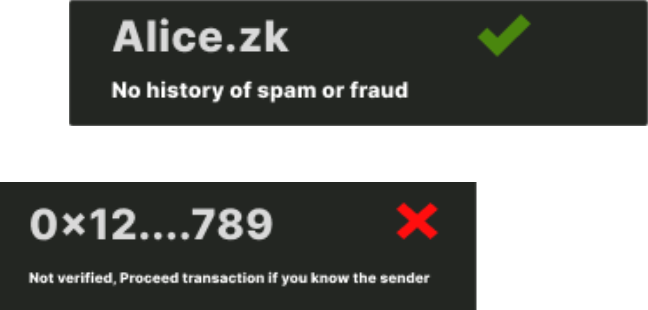 Alice.zk
No history of spam or fraud
0×12....789
Not verified, Proceed transaction if you know the sender